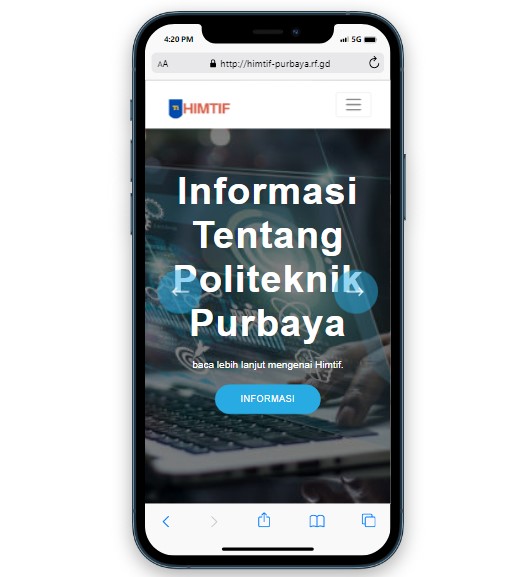 4:20 PM
5G
AA
http://himtif-purbaya.rf.gd
HIMTIF
Informasi
Tentang
Politeknik
Purbaya
baca lebih lanjut mengenai Himtif.
INFORMASI